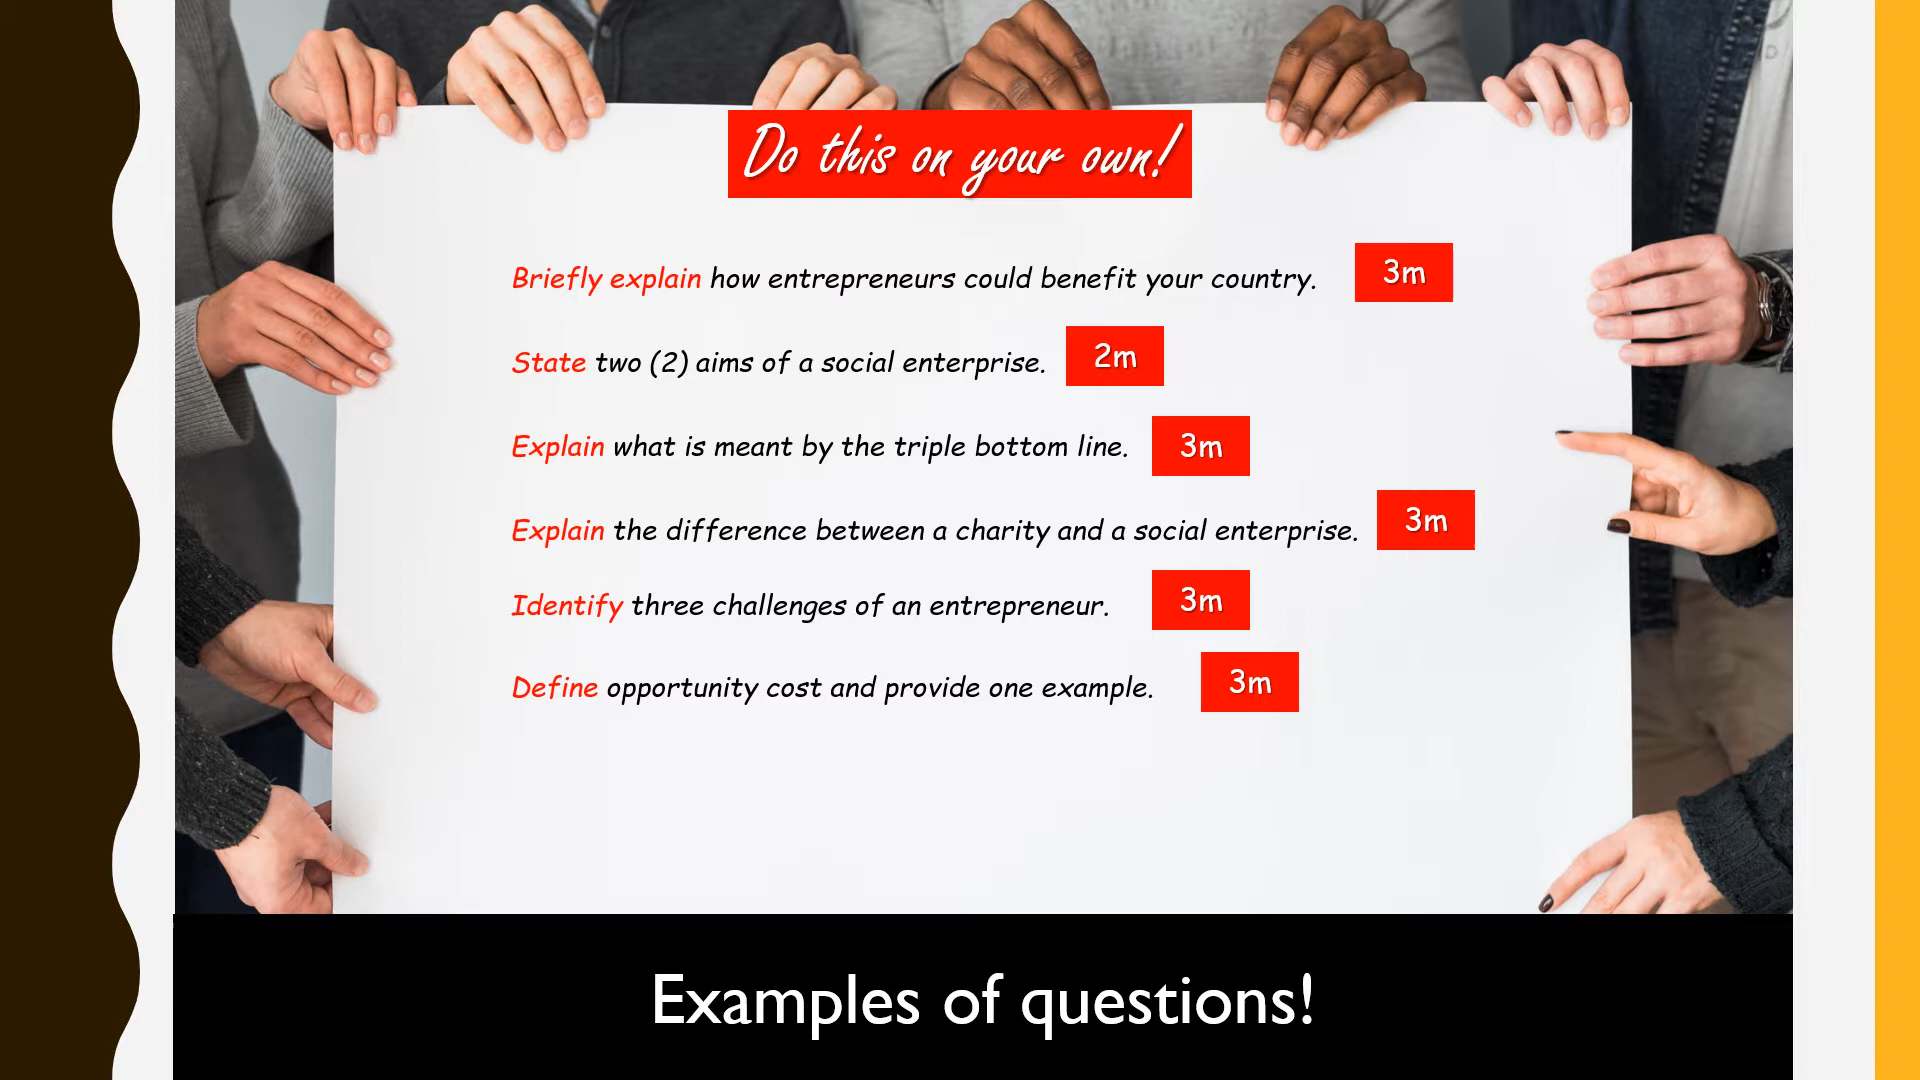 Do this on your own!
Briefly explain how entrepreneurs could benefit your country. 3m
State two (2) aims of a social enterprise. 2m
Explain what is meant by the triple bottom line. 3m
Explain the difference between a charity and a social enterprise. 3m
Identify three challenges of an entrepreneur. 3m
Define opportunity cost and provide one example. 3m
Examples of questions!